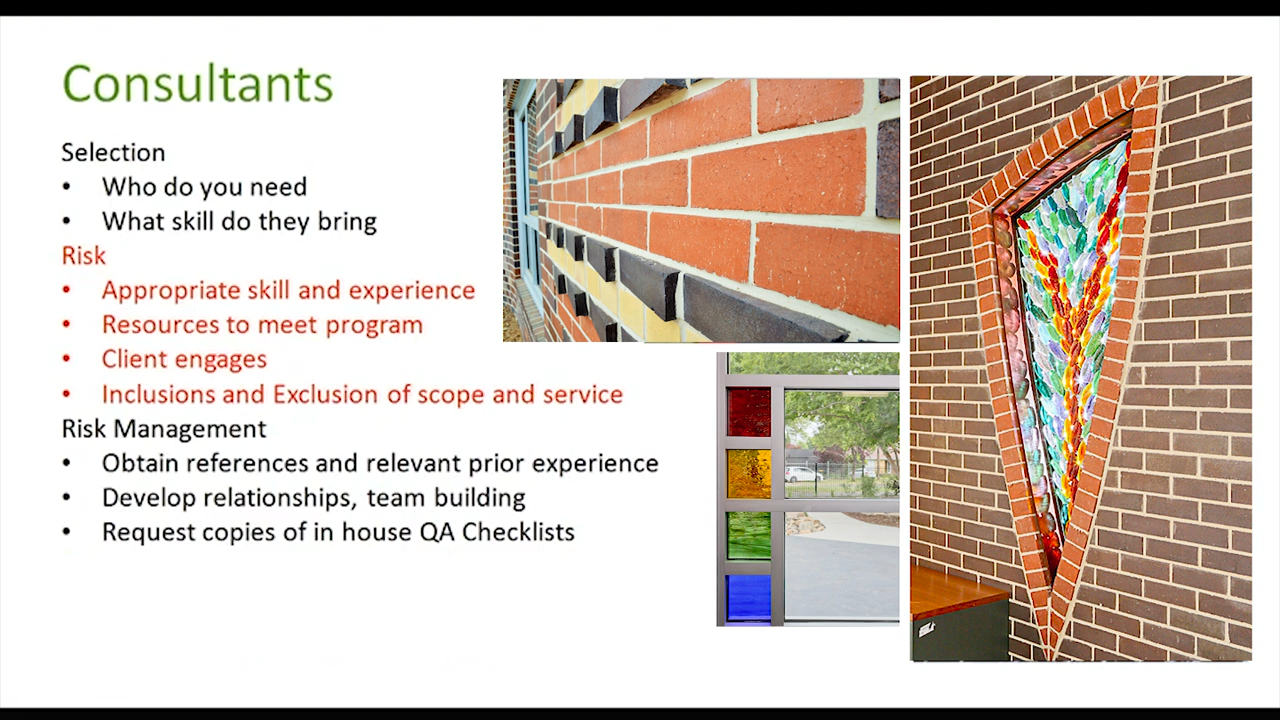 Consultants
Selection
• Who do you need
• What skill do they bring
Risk
• Appropriate skill and experience
• Resources to meet program
• Client engages
• Inclusions and Exclusion of scope and service
Risk Management
• Obtain references and relevant prior experience
• Develop relationships, team building
• Request copies of in house QA Checklists